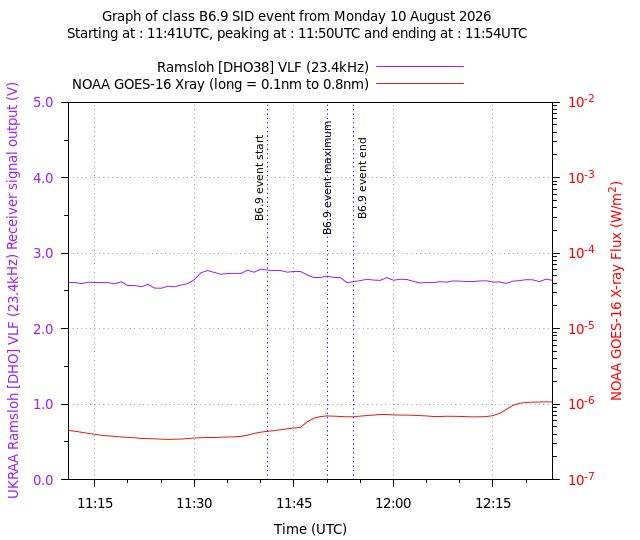 Graph of class B6.9 SID event from Monday 10 August 2026
Starting at : 11:41UTC, peaking at : 11:50UTC and ending at : 11:54UTC
Ramsloh [DHO38] VLF (23.4kHz)
NOAA GOES-16 Xray (long = 0.1nm to 0.8nm)
UKRAA Ramsloh [DHO] VLF (23.4kHz) Receiver signal output (V)
5.0
4.0
3.0
2.0
1.0
0.0
B6.9 event start
B6.9 event maximum
B6.9 event end
10⁻²
10⁻³
10⁻⁴
10⁻⁵
10⁻⁶
10⁻⁷
NOAA GOES-16 X-ray Flux (W/m²)
11:15 11:30 11:45 12:00 12:15
Time (UTC)